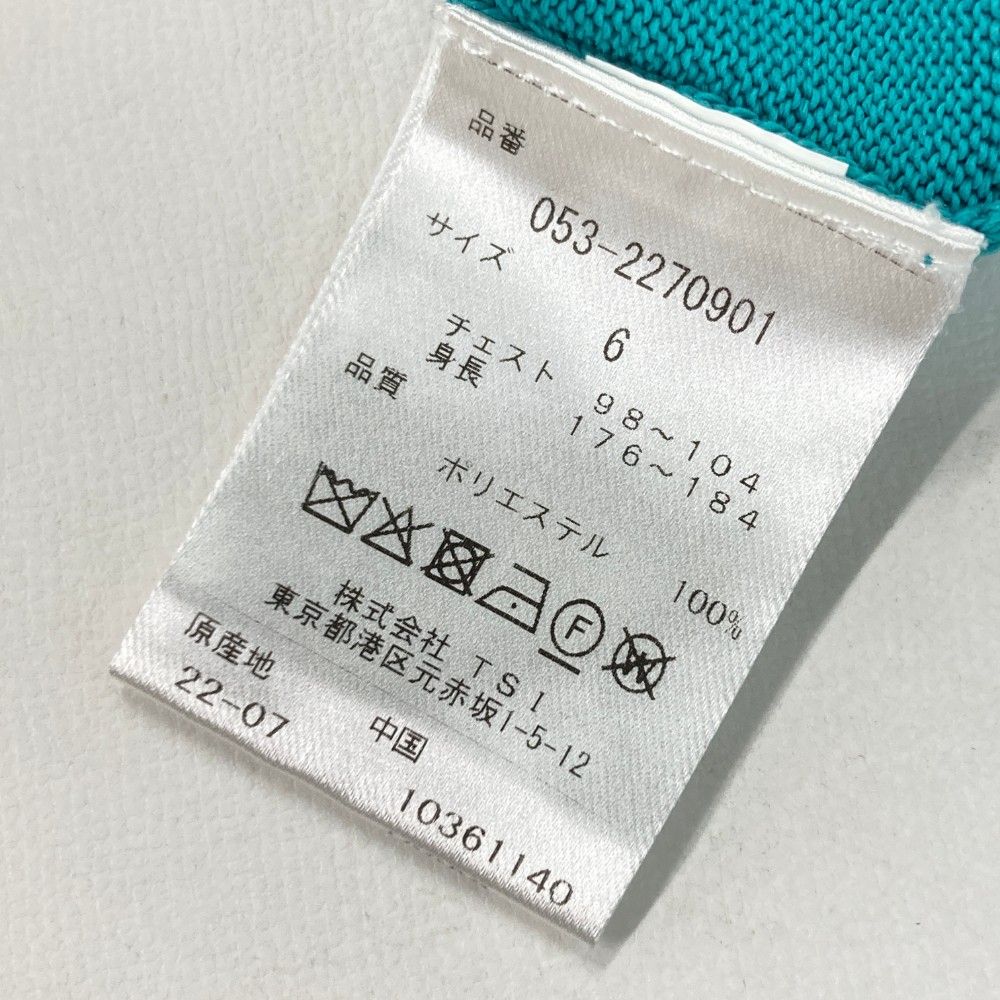 品番
053-2270901
サイズ
6
チェスト 98～104
身長 176～184
品質
ポリエステル 100%
F
W
株式会社 TSI
東京都港区元赤坂1-5-12
原産地 中国
22-07 10361140